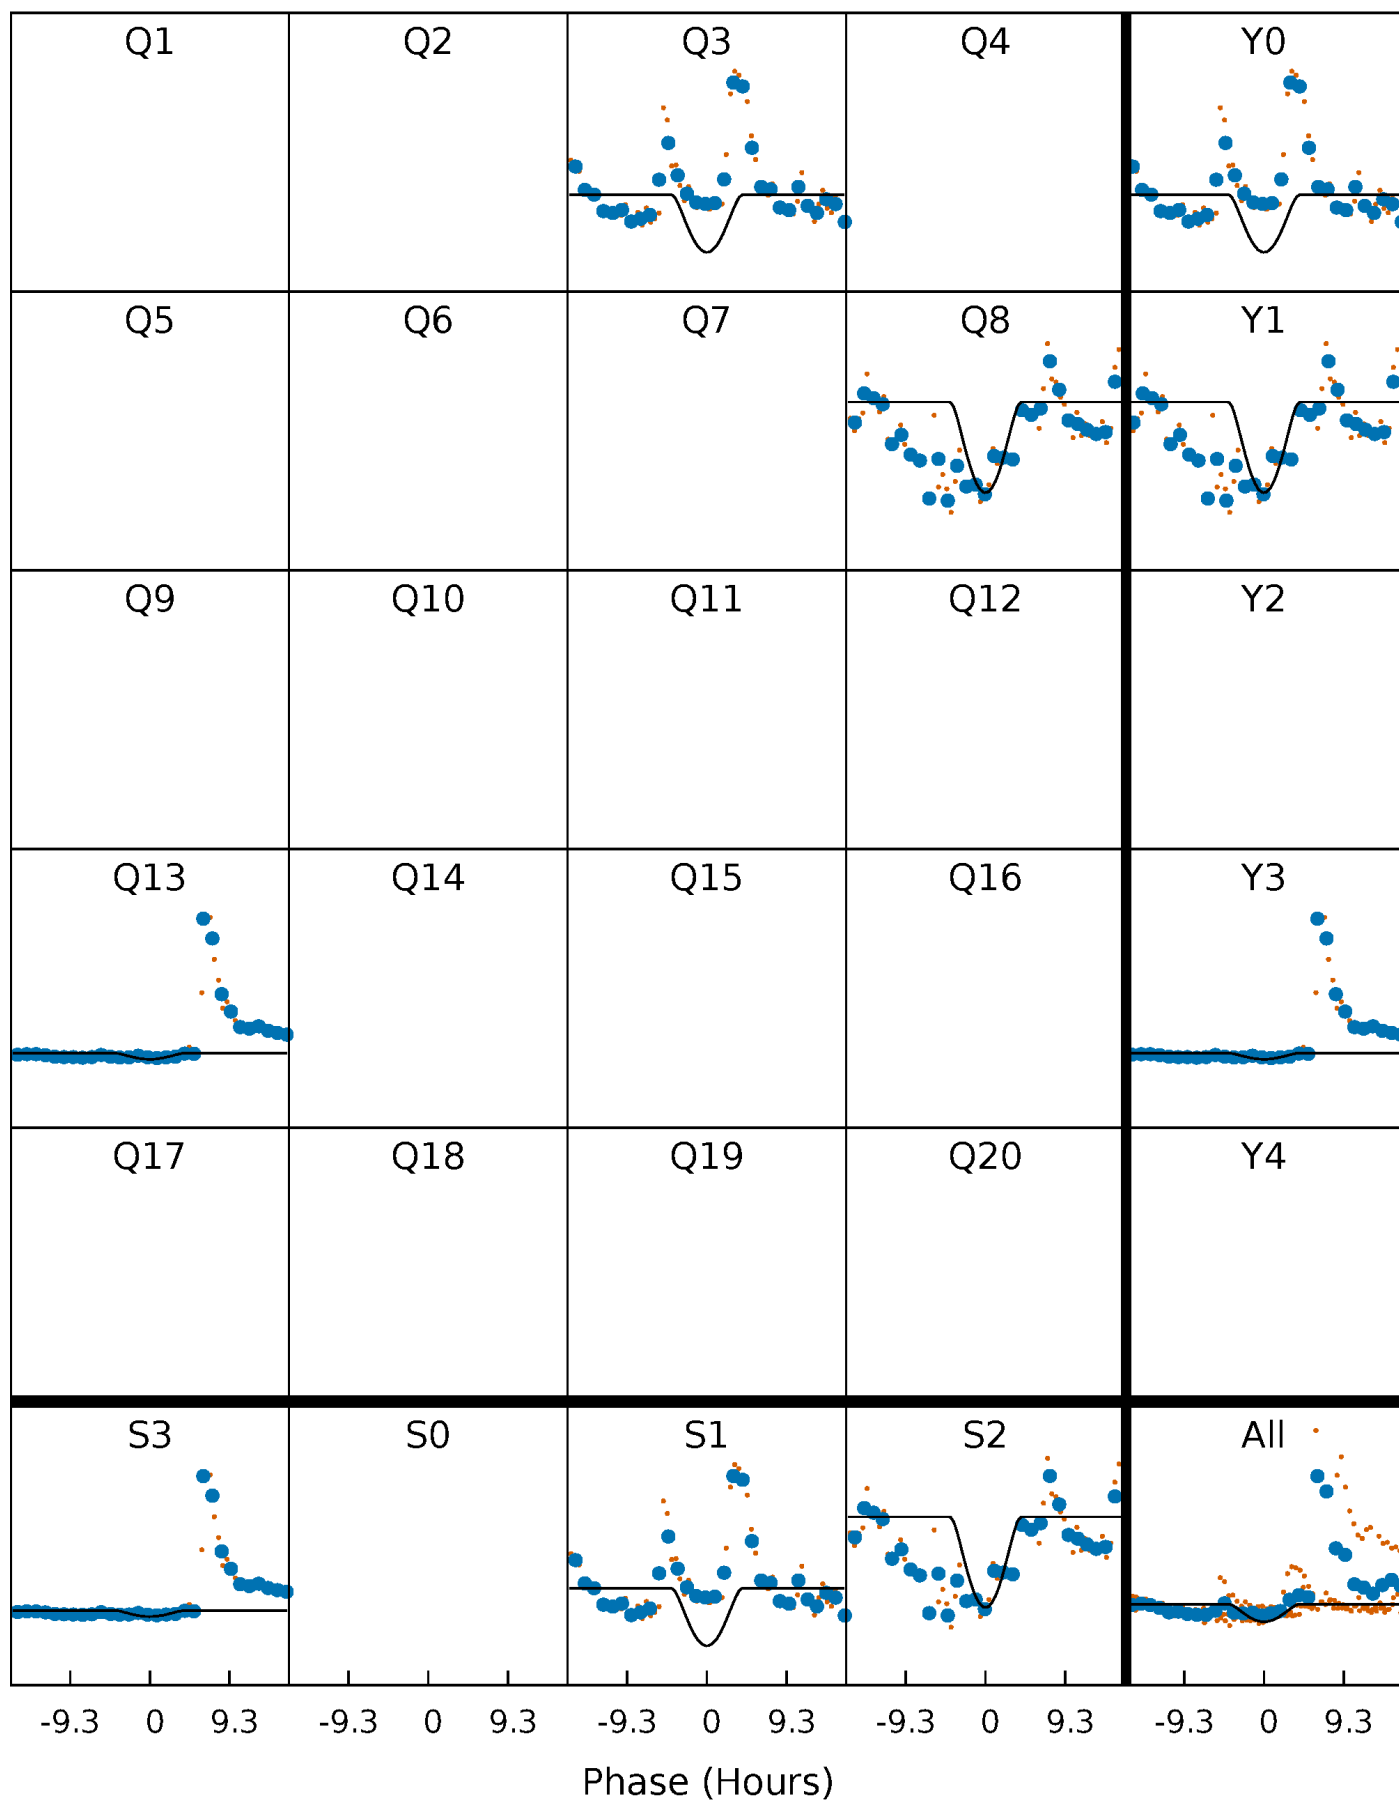 Q1 Q2 Q3 Q4 Y0
Q5 Q6 Q7 Q8 Y1
Q9 Q10 Q11 Q12 Y2
Q13 Q14 Q15 Q16 Y3
Q17 Q18 Q19 Q20 Y4
S3 S0 S1 S2 All
-9.3 0 9.3 -9.3 0 9.3 -9.3 0 9.3 -9.3 0 9.3 -9.3 0 9.3
Phase (Hours)